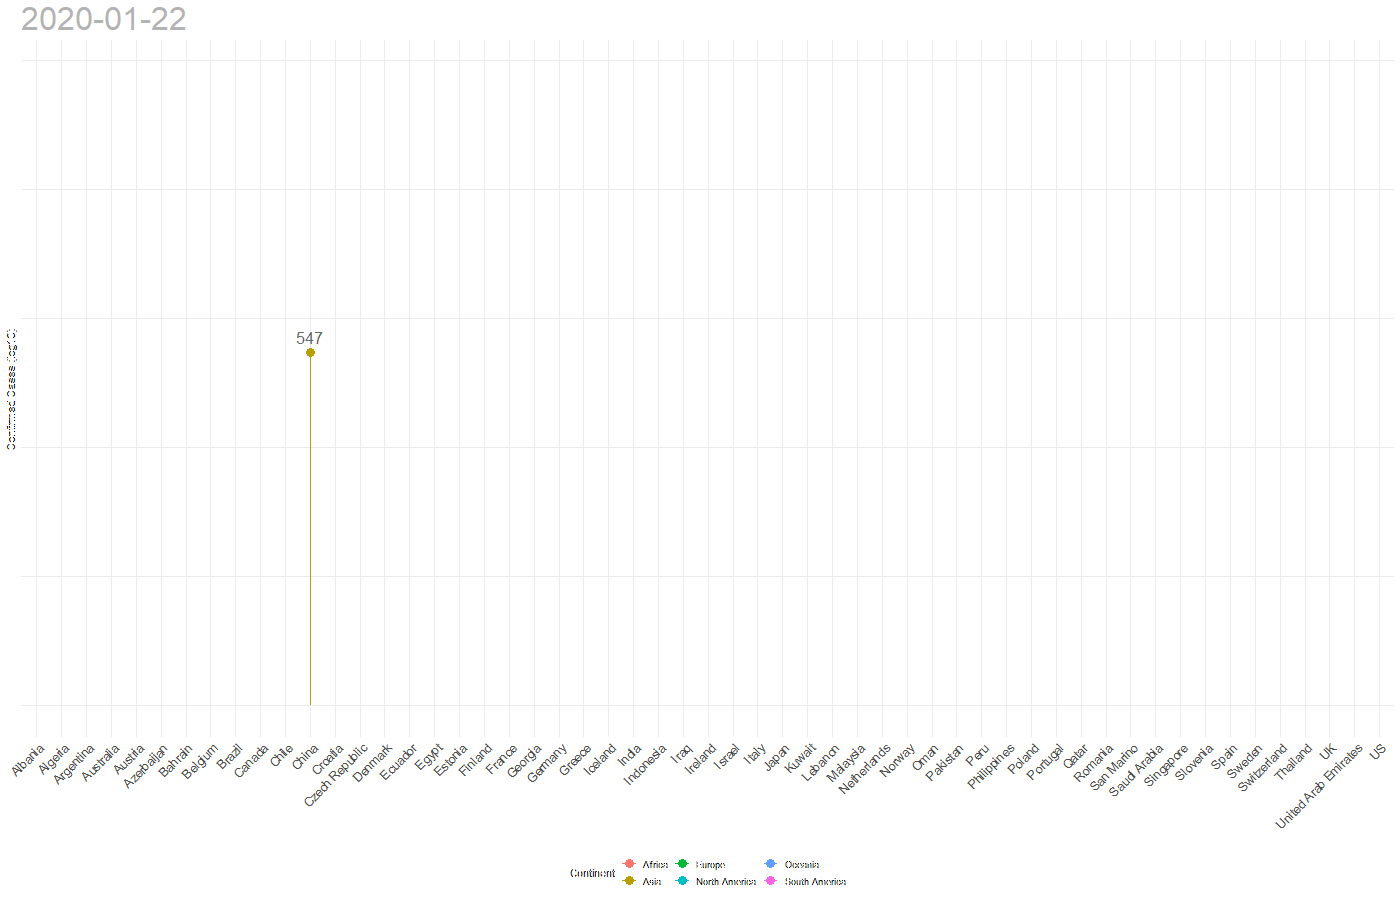 2020-01-22
Confirmed Cases (log10)
547
Albania
Algeria
Argentina
Australia
Austria
Azerbaijan
Bahrain
Belgium
Brazil
Canada
Chile
China
Croatia
Czech Republic
Denmark
Ecuador
Egypt
Estonia
Finland
France
Georgia
Germany
Greece
Iceland
India
Indonesia
Iraq
Ireland
Israel
Italy
Japan
Kuwait
Lebanon
Malaysia
Netherlands
Norway
Oman
Pakistan
Peru
Philippines
Poland
Portugal
Qatar
Romania
San Marino
Saudi Arabia
Singapore
Slovenia
Spain
Sweden
Switzerland
Thailand
UK
United Arab Emirates
US
Continent
Africa
Europe
Oceania
Asia
North America
South America